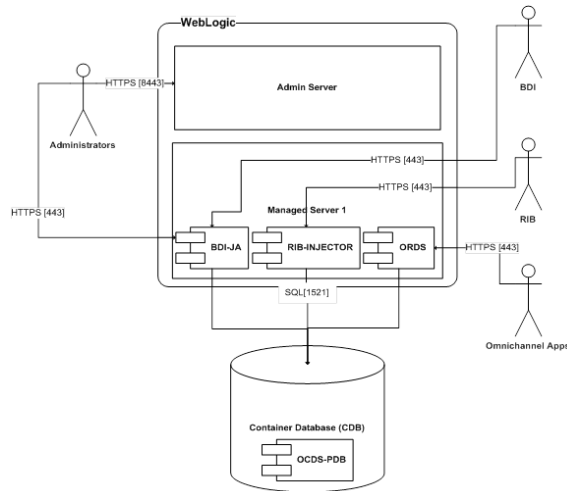 WebLogic
HTTPS [8443]
Admin Server
BDI
Administrators
HTTPS [443]
HTTPS [443]
RIB
HTTPS [443]
Managed Server 1
BDI-JA
RIB-INJECTOR
ORDS
HTTPS [443]
SQL[1521]
Omnichannel Apps
Container Database (CDB)
OCDS-PDB